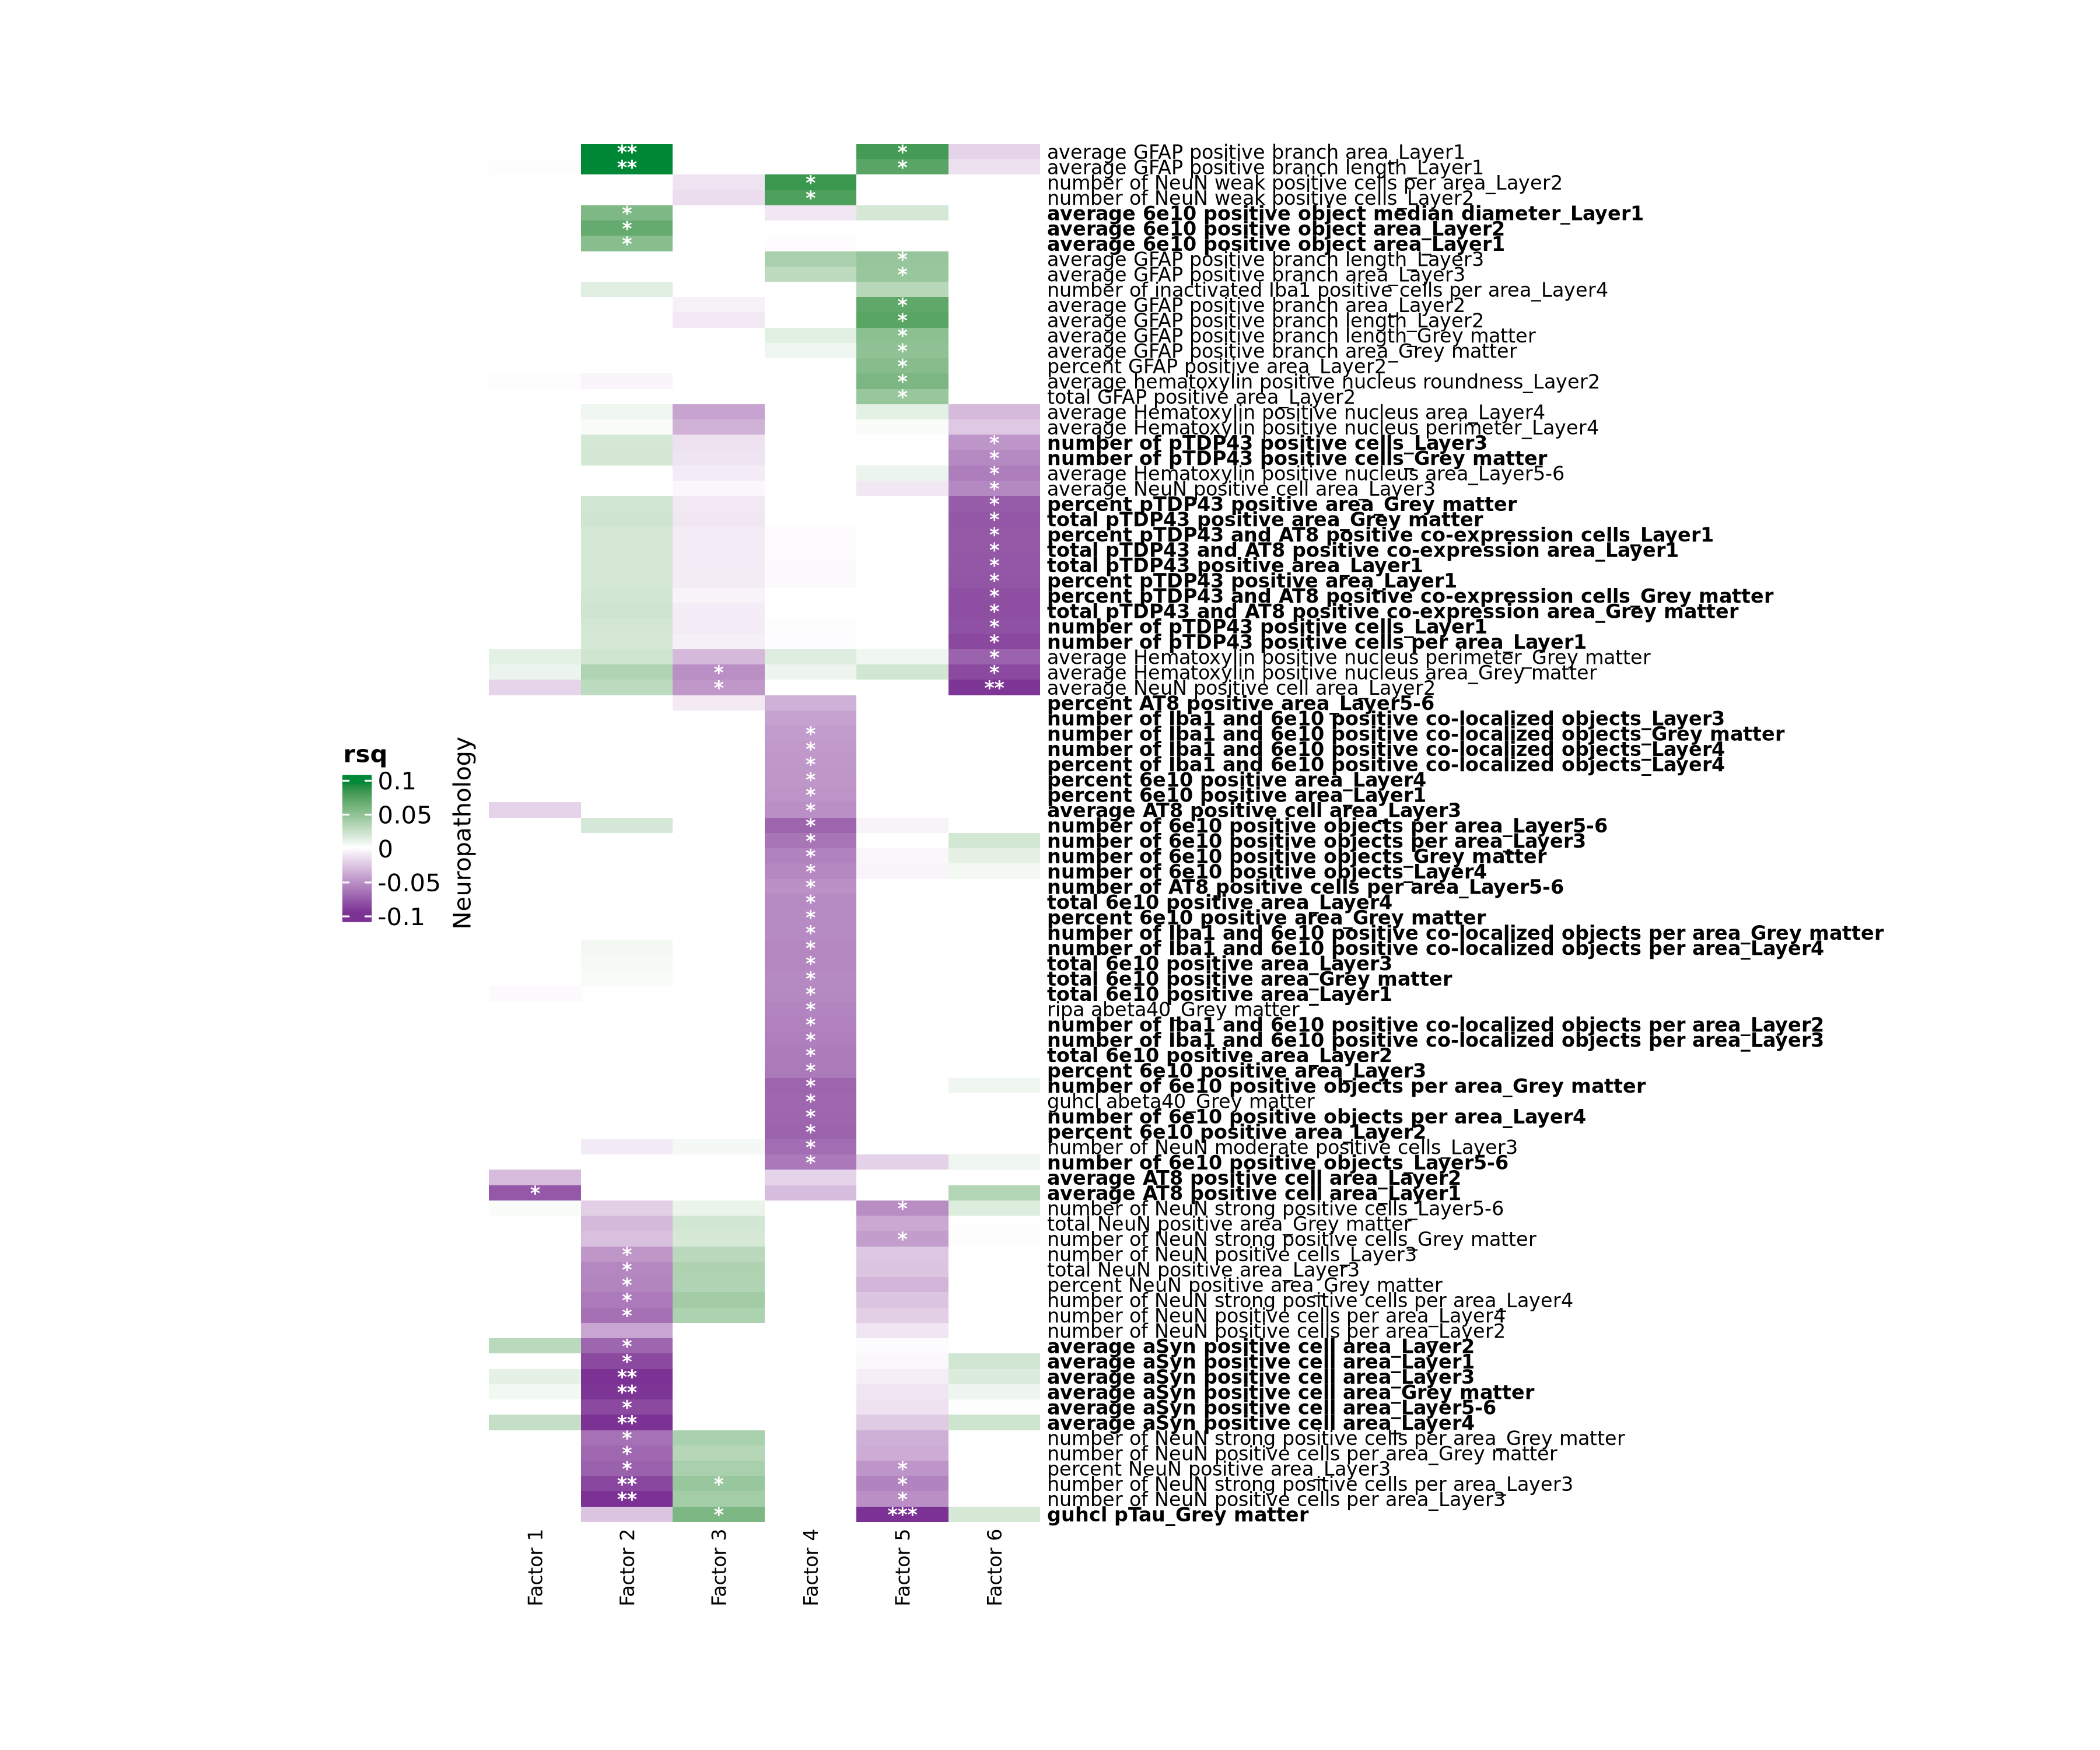 ** * average GFAP positive branch area_Layer1
** * average GFAP positive branch length_Layer1
* number of NeuN weak positive cells per area_Layer2
* number of NeuN weak positive cells_Layer2
* average 6e10 positive object median diameter_Layer1
* average 6e10 positive object area_Layer2
* average 6e10 positive object area_Layer1
* average GFAP positive branch length_Layer3
* average GFAP positive branch area_Layer3
number of inactivated Iba1 positive cells per area_Layer4
* average GFAP positive branch area_Layer2
* average GFAP positive branch length_Layer2
* average GFAP positive branch length_Grey matter
* average GFAP positive branch area_Grey matter
* percent GFAP positive area_Layer2
* average hematoxylin positive nucleus roundness_Layer2
* total GFAP positive area_Layer2
average Hematoxylin positive nucleus area_Layer4
average Hematoxylin positive nucleus perimeter_Layer4
* number of pTDP43 positive cells_Layer3
* number of pTDP43 positive cells_Grey matter
* average Hematoxylin positive nucleus area_Layer5-6
* average NeuN positive cell area_Layer3
* percent pTDP43 positive area_Grey matter
* total pTDP43 positive area_Grey matter
* percent pTDP43 and AT8 positive co-expression cells_Layer1
* total pTDP43 and AT8 positive co-expression area_Layer1
* total pTDP43 positive area_Layer1
* percent pTDP43 positive area_Layer1
* percent pTDP43 and AT8 positive co-expression cells_Grey matter
* total pTDP43 and AT8 positive co-expression area_Grey matter
* number of pTDP43 positive cells_Layer1
* number of pTDP43 positive cells per area_Layer1
* average Hematoxylin positive nucleus perimeter_Grey matter
* * average Hematoxylin positive nucleus area_Grey matter
* ** average NeuN positive cell area_Layer2
percent AT8 positive area_Layer5-6
number of Iba1 and 6e10 positive co-localized objects_Layer3
* number of Iba1 and 6e10 positive co-localized objects_Grey matter
* number of Iba1 and 6e10 positive co-localized objects_Layer4
* percent of Iba1 and 6e10 positive co-localized objects_Layer4
* percent 6e10 positive area_Layer4
* percent 6e10 positive area_Layer1
* average AT8 positive cell area_Layer3
* number of 6e10 positive objects per area_Layer5-6
* number of 6e10 positive objects per area_Layer3
* number of 6e10 positive objects_Grey matter
* number of 6e10 positive objects_Layer4
* number of AT8 positive cells per area_Layer5-6
* total 6e10 positive area_Layer4
* percent 6e10 positive area_Grey matter
* number of Iba1 and 6e10 positive co-localized objects per area_Grey matter
* number of Iba1 and 6e10 positive co-localized objects per area_Layer4
* total 6e10 positive area_Layer3
* total 6e10 positive area_Grey matter
* total 6e10 positive area_Layer1
* ripa abeta40_Grey matter
* number of Iba1 and 6e10 positive co-localized objects per area_Layer2
* number of Iba1 and 6e10 positive co-localized objects per area_Layer3
* total 6e10 positive area_Layer2
* percent 6e10 positive area_Layer3
* number of 6e10 positive objects per area_Grey matter
* guhcl abeta40_Grey matter
* number of 6e10 positive objects per area_Layer4
* percent 6e10 positive area_Layer2
* number of NeuN moderate positive cells_Layer3
* number of 6e10 positive objects_Layer5-6
average AT8 positive cell area_Layer2
* average AT8 positive cell area_Layer1
* number of NeuN strong positive cells_Layer5-6
total NeuN positive area_Grey matter
* number of NeuN strong positive cells_Grey matter
* number of NeuN positive cells_Layer3
* total NeuN positive area_Layer3
* percent NeuN positive area_Grey matter
* number of NeuN strong positive cells per area_Layer4
* number of NeuN positive cells per area_Layer4
number of NeuN positive cells per area_Layer2
* average aSyn positive cell area_Layer2
* average aSyn positive cell area_Layer1
** average aSyn positive cell area_Layer3
** average aSyn positive cell area_Grey matter
* average aSyn positive cell area_Layer5-6
** average aSyn positive cell area_Layer4
* number of NeuN strong positive cells per area_Grey matter
* number of NeuN positive cells per area_Grey matter
* * percent NeuN positive area_Layer3
** * * number of NeuN strong positive cells per area_Layer3
** * number of NeuN positive cells per area_Layer3
* *** guhcl pTau_Grey matter
rsq
0.1
0.05
0
-0.05
-0.1
Neuropathology
Factor 1
Factor 2
Factor 3
Factor 4
Factor 5
Factor 6